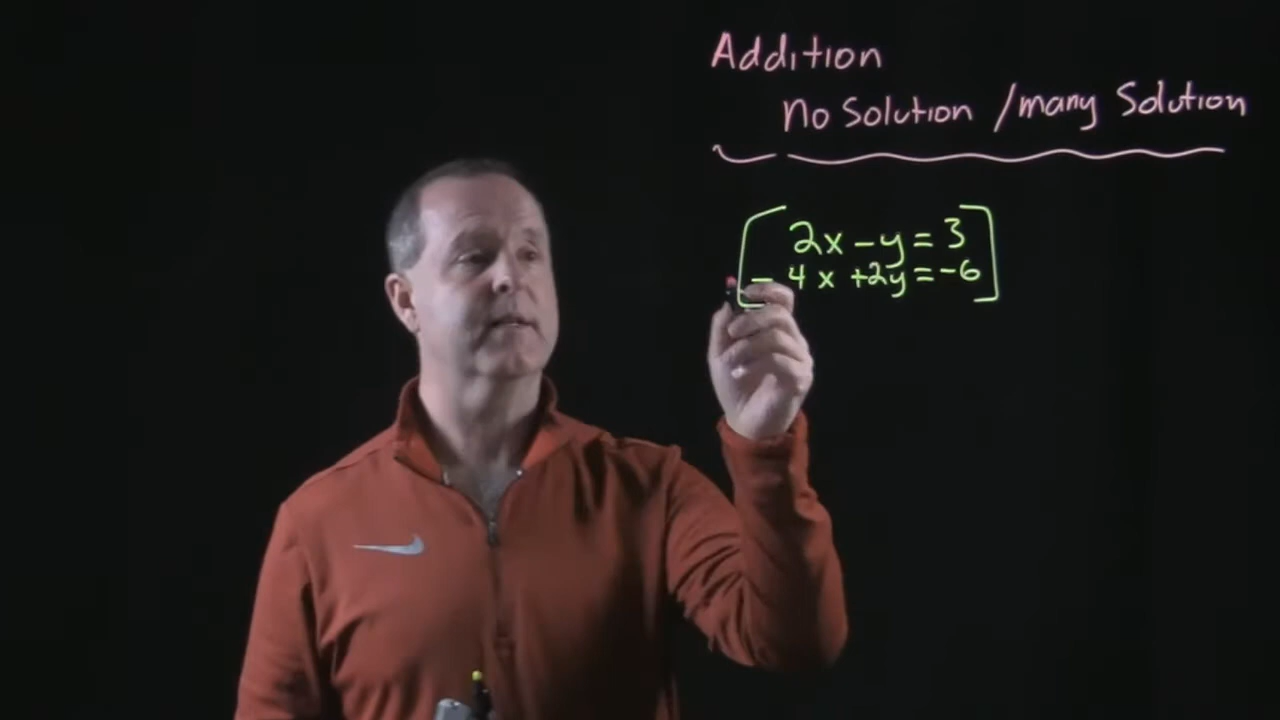 Addition
No Solution / many Solution
2x - y = 3
- 4x + 2y = -6